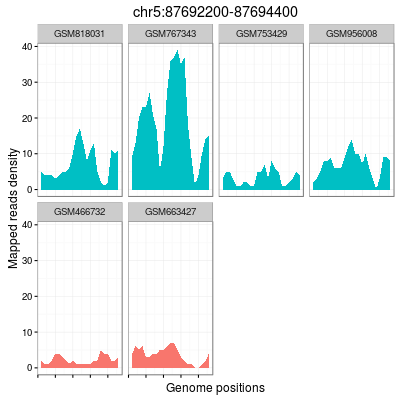 chr5:87692200-87694400
GSM818031 GSM767343 GSM753429 GSM956008
40
30
20
10
0
GSM466732 GSM663427
40
30
20
10
0
Mapped reads density
Genome positions